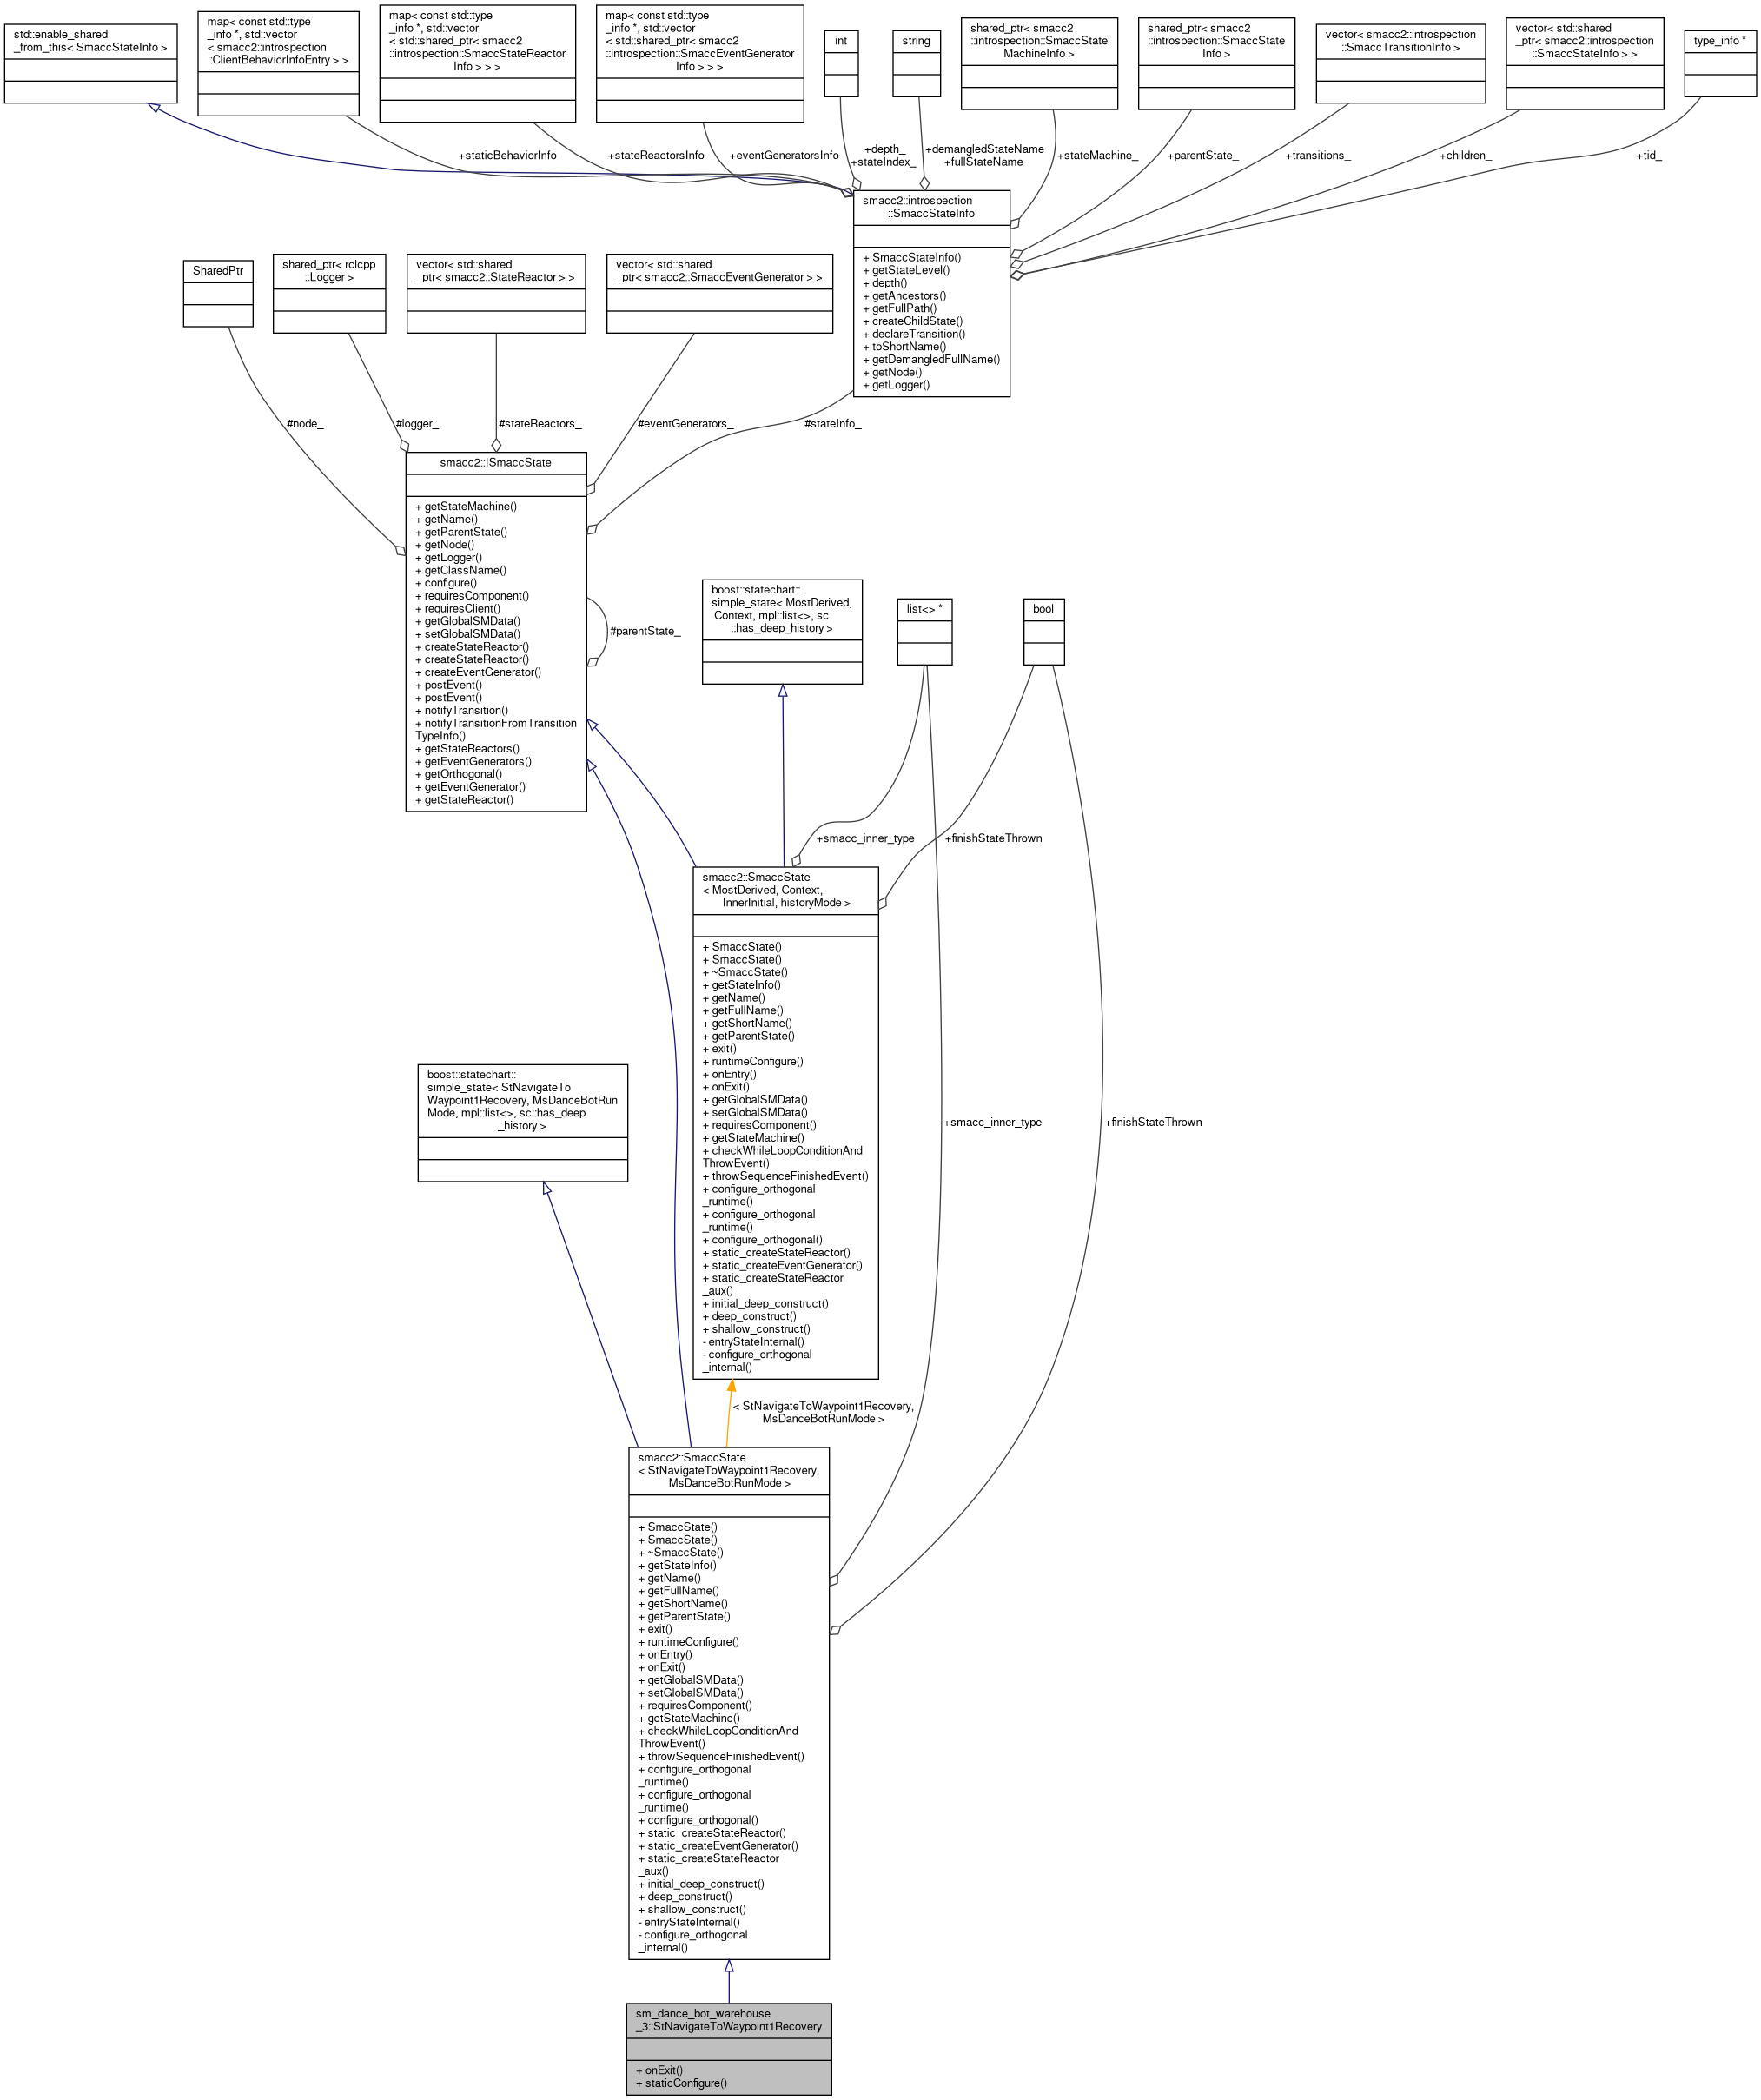 std::enable_shared
_from_this< SmaccStateInfo >
map< const std::type
_info *, std::vector
< smacc2::introspection
::ClientBehaviorInfoEntry > >
map< const std::type
_info *, std::vector
< std::shared_ptr< smacc2
::introspection::SmaccStateReactor
Info > > >
map< const std::type
_info *, std::vector
< std::shared_ptr< smacc2
::introspection::SmaccEventGenerator
Info > > >
int
string
shared_ptr< smacc2
::introspection::SmaccState
MachineInfo >
shared_ptr< smacc2
::introspection::SmaccState
Info >
vector< smacc2::introspection
::SmaccTransitionInfo >
vector< std::shared
_ptr< smacc2::introspection
::SmaccStateInfo > >
type_info *
+staticBehaviorInfo
+stateReactorsInfo
+eventGeneratorsInfo
+depth_
+stateIndex_
+demangledStateName
+fullStateName
+stateMachine_
+parentState_
+transitions_
+children_
+tid_
smacc2::introspection
::SmaccStateInfo
+ SmaccStateInfo()
+ getStateLevel()
+ depth()
+ getAncestors()
+ getFullPath()
+ createChildState()
+ declareTransition()
+ toShortName()
+ getDemangledFullName()
+ getNode()
+ getLogger()
SharedPtr
shared_ptr< rclcpp
::Logger >
vector< std::shared
_ptr< smacc2::StateReactor > >
vector< std::shared
_ptr< smacc2::SmaccEventGenerator > >
#node_
#logger_
#stateReactors_
#eventGenerators_
#stateInfo_
smacc2::ISmaccState
+ getStateMachine()
+ getName()
+ getParentState()
+ getNode()
+ getLogger()
+ getClassName()
+ configure()
+ requiresComponent()
+ requiresClient()
+ getGlobalSMData()
+ setGlobalSMData()
+ createStateReactor()
+ createStateReactor()
+ createEventGenerator()
+ postEvent()
+ postEvent()
+ notifyTransition()
+ notifyTransitionFromTransition
TypeInfo()
+ getStateReactors()
+ getEventGenerators()
+ getOrthogonal()
+ getEventGenerator()
+ getStateReactor()
#parentState_
boost::statechart::
simple_state< MostDerived,
Context, mpl::list<>, sc
::has_deep_history >
list<> *
bool
+smacc_inner_type
+finishStateThrown
smacc2::SmaccState
< MostDerived, Context,
InnerInitial, historyMode >
+ SmaccState()
+ SmaccState()
+ ~SmaccState()
+ getStateInfo()
+ getName()
+ getFullName()
+ getShortName()
+ getParentState()
+ exit()
+ runtimeConfigure()
+ onEntry()
+ onExit()
+ getGlobalSMData()
+ setGlobalSMData()
+ requiresComponent()
+ getStateMachine()
+ checkWhileLoopConditionAnd
ThrowEvent()
+ throwSequenceFinishedEvent()
+ configure_orthogonal
_runtime()
+ configure_orthogonal
_runtime()
+ configure_orthogonal()
+ static_createStateReactor()
+ static_createEventGenerator()
+ static_createStateReactor
_aux()
+ initial_deep_construct()
+ deep_construct()
+ shallow_construct()
- entryStateInternal()
- configure_orthogonal
_internal()
boost::statechart::
simple_state< StNavigateTo
Waypoint1Recovery, MsDanceBotRun
Mode, mpl::list<>, sc::has_deep
_history >
+smacc_inner_type
+finishStateThrown
< StNavigateToWaypoint1Recovery,
MsDanceBotRunMode >
smacc2::SmaccState
< StNavigateToWaypoint1Recovery,
MsDanceBotRunMode >
+ SmaccState()
+ SmaccState()
+ ~SmaccState()
+ getStateInfo()
+ getName()
+ getFullName()
+ getShortName()
+ getParentState()
+ exit()
+ runtimeConfigure()
+ onEntry()
+ onExit()
+ getGlobalSMData()
+ setGlobalSMData()
+ requiresComponent()
+ getStateMachine()
+ checkWhileLoopConditionAnd
ThrowEvent()
+ throwSequenceFinishedEvent()
+ configure_orthogonal
_runtime()
+ configure_orthogonal
_runtime()
+ configure_orthogonal()
+ static_createStateReactor()
+ static_createEventGenerator()
+ static_createStateReactor
_aux()
+ initial_deep_construct()
+ deep_construct()
+ shallow_construct()
- entryStateInternal()
- configure_orthogonal
_internal()
sm_dance_bot_warehouse
_3::StNavigateToWaypoint1Recovery
+ onExit()
+ staticConfigure()